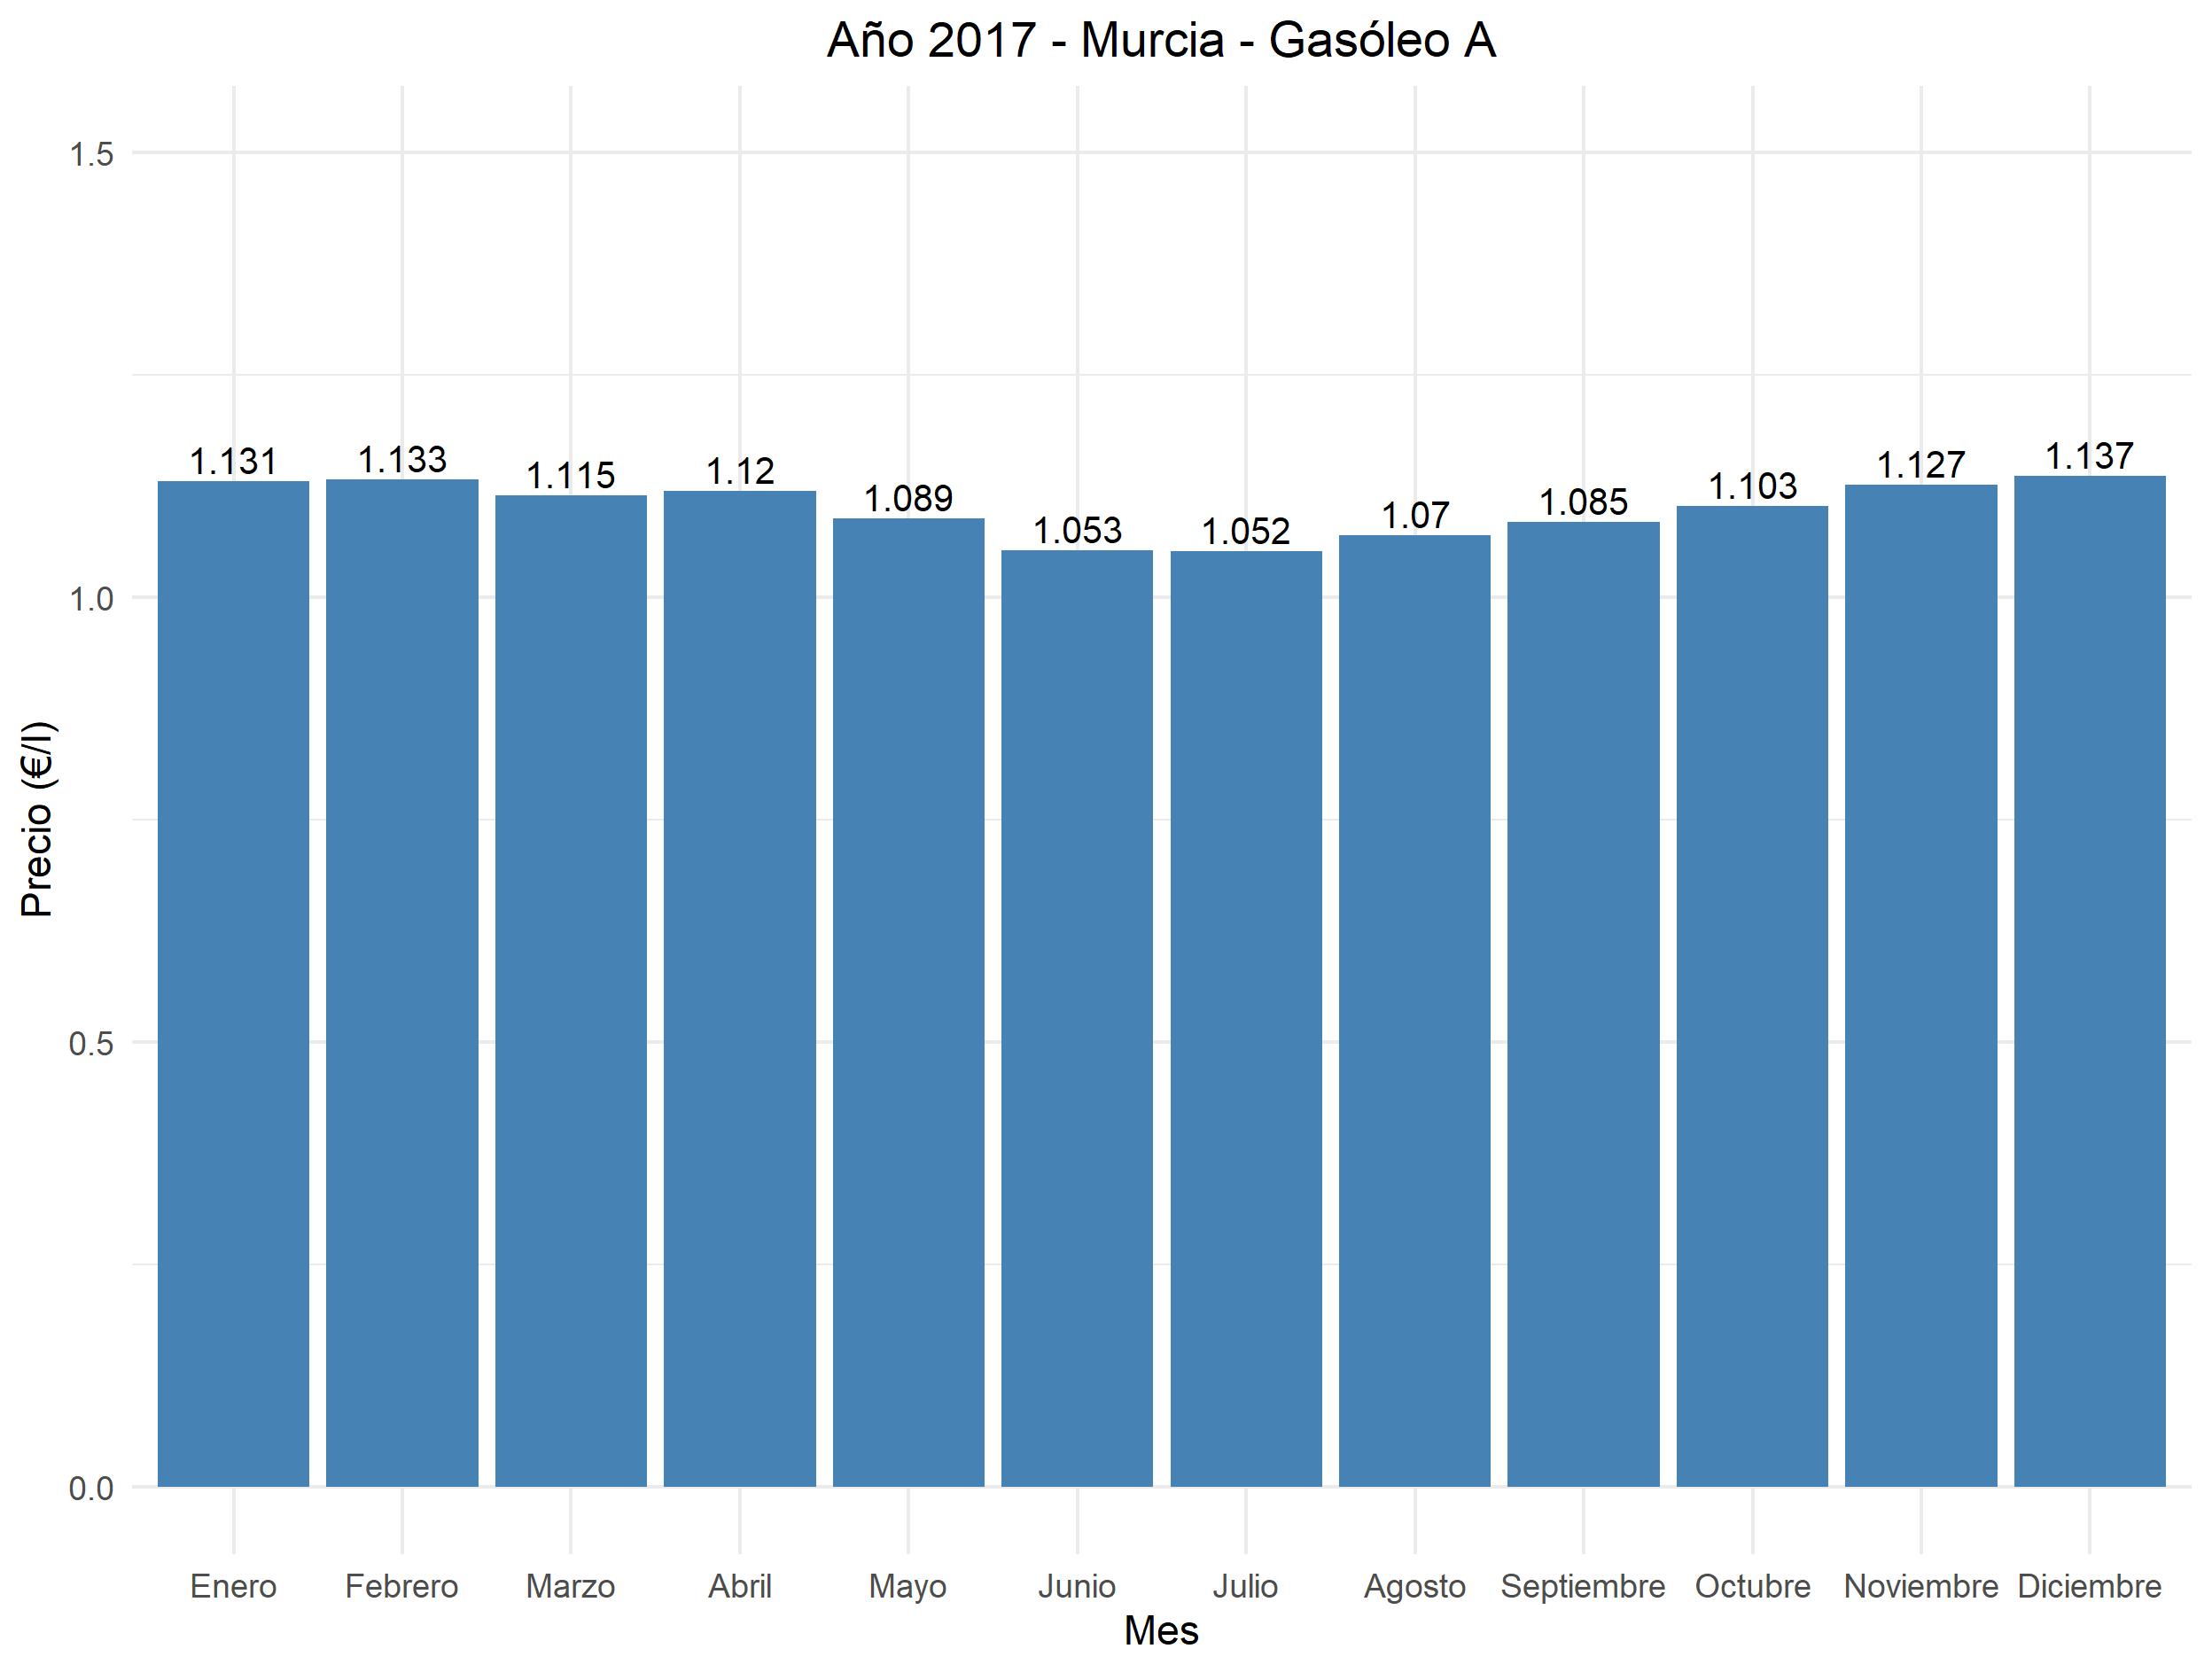 Año 2017 - Murcia - Gasóleo A
1.5
1.0
0.5
0.0
Precio (€/l)
1.131
1.133
1.115
1.12
1.089
1.053
1.052
1.07
1.085
1.103
1.127
1.137
Enero
Febrero
Marzo
Abril
Mayo
Junio
Julio
Agosto
Septiembre
Octubre
Noviembre
Diciembre
Mes